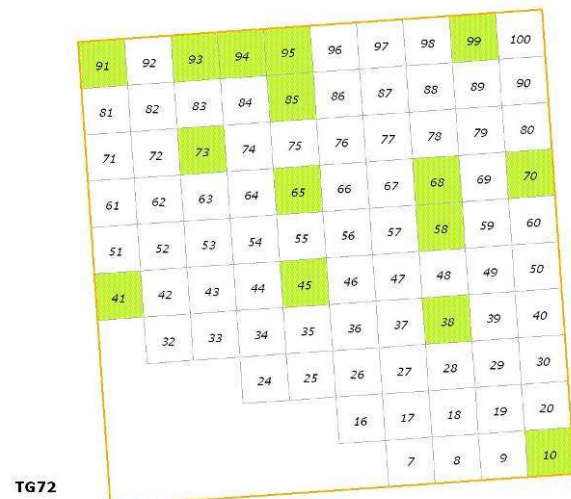 91 92 93 94 95 96 97 98 99 100
81 82 83 84 85 86 87 88 89 90
71 72 73 74 75 76 77 78 79 80
61 62 63 64 65 66 67 68 69 70
51 52 53 54 55 56 57 58 59 60
41 42 43 44 45 46 47 48 49 50
32 33 34 35 36 37 38 39 40
24 25 26 27 28 29 30
16 17 18 19 20
7 8 9 10
TG72